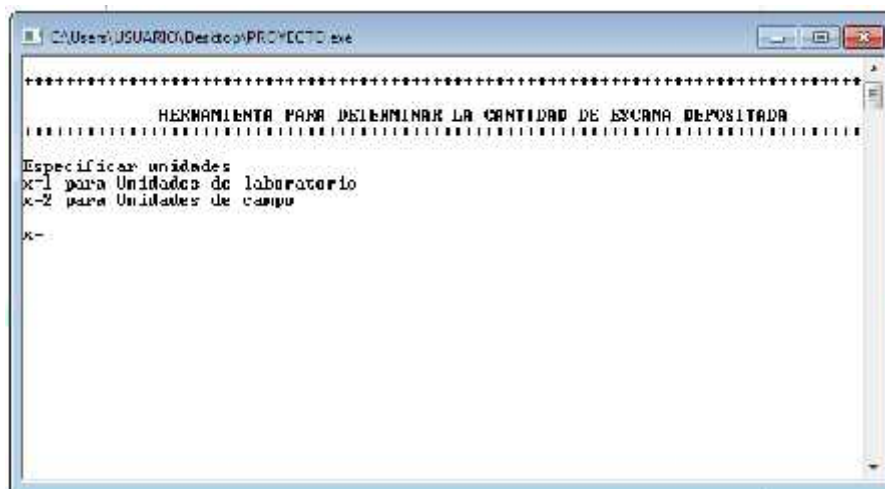 C:\Users\USUARIO\Desktop\PROYECTO.exe
++++++++++++++++++++++++++++++++++++++++++++++++++++++++++++++++++++++
HERRAMIENTA PARA DETERMINAR LA CANTIDAD DE ESCAMA DEPOSITADA
Especificar unidades
x=1 para Unidades de laboratorio
x=2 para Unidades de campo
x=